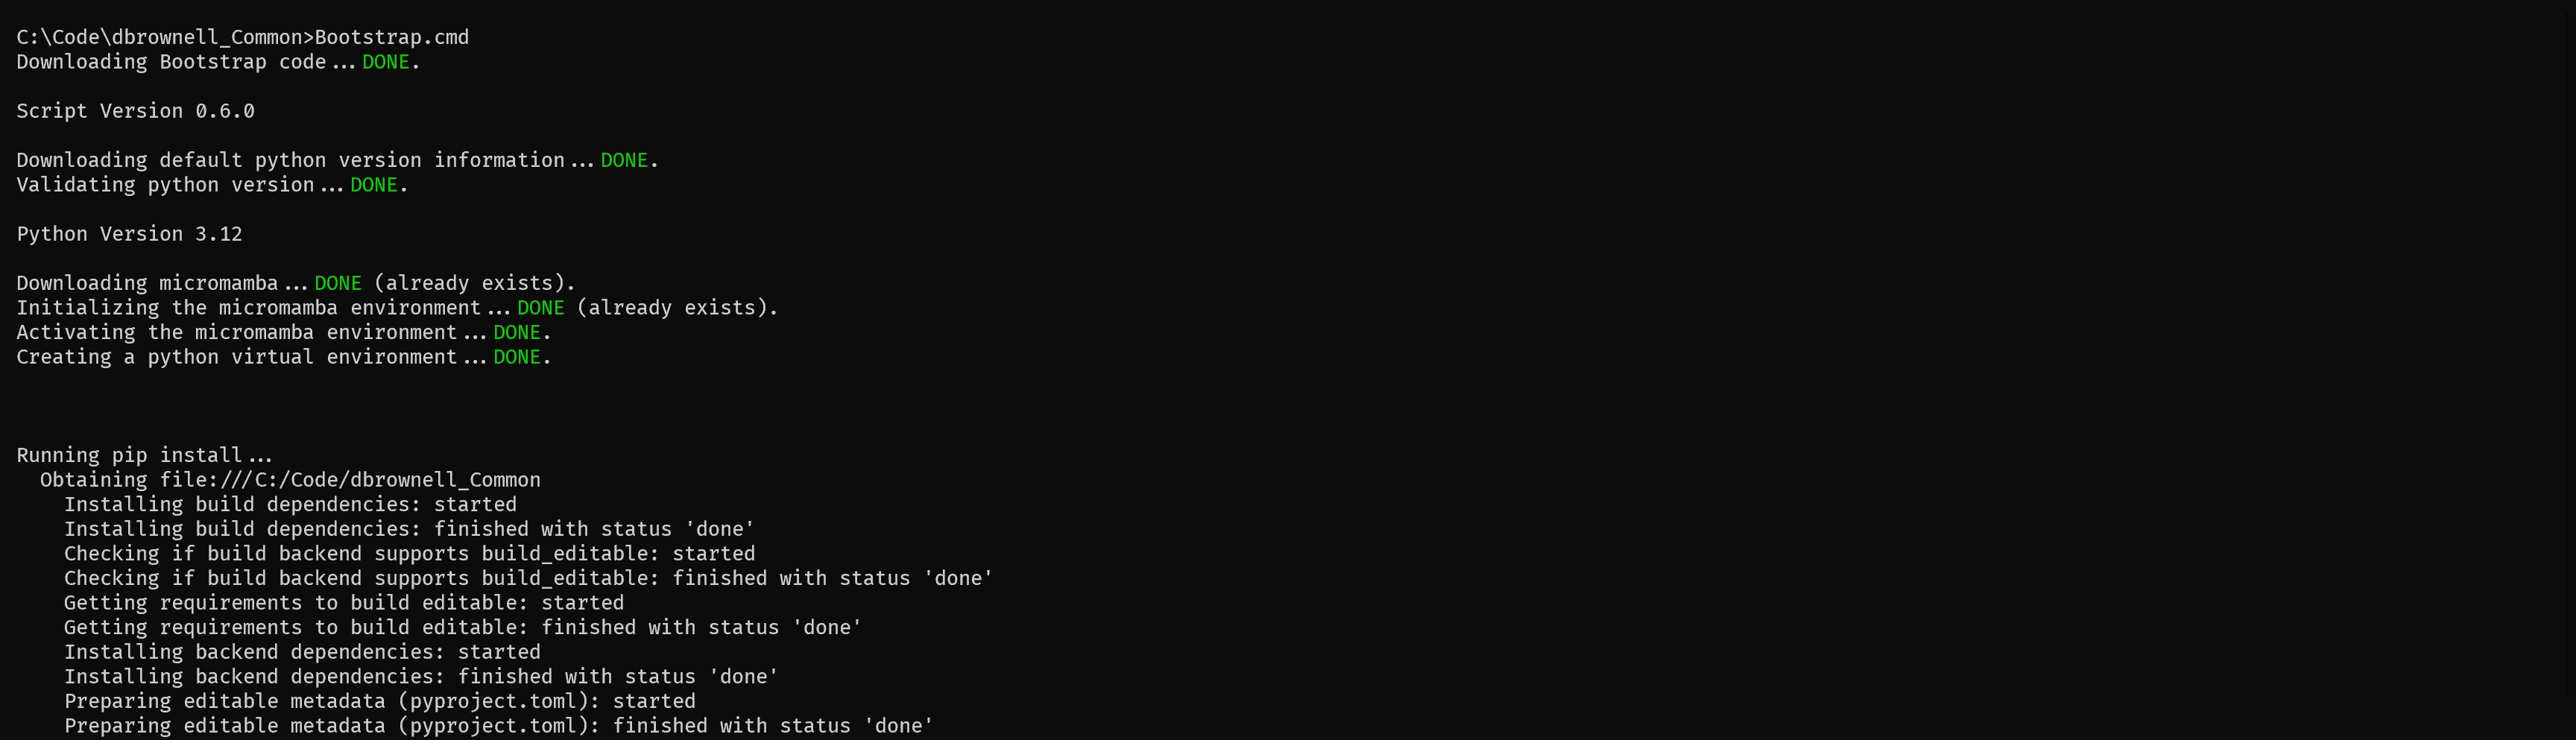 C:\Code\dbrownell_Common>Bootstrap.cmd
Downloading Bootstrap code...DONE.
Script Version 0.6.0
Downloading default python version information...DONE.
Validating python version...DONE.
Python Version 3.12
Downloading micromamba...DONE (already exists).
Initializing the micromamba environment...DONE (already exists).
Activating the micromamba environment...DONE.
Creating a python virtual environment...DONE.
Running pip install...
Obtaining file:///C:/Code/dbrownell_Common
Installing build dependencies: started
Installing build dependencies: finished with status 'done'
Checking if build backend supports build_editable: started
Checking if build backend supports build_editable: finished with status 'done'
Getting requirements to build editable: started
Getting requirements to build editable: finished with status 'done'
Installing backend dependencies: started
Installing backend dependencies: finished with status 'done'
Preparing editable metadata (pyproject.toml): started
Preparing editable metadata (pyproject.toml): finished with status 'done'